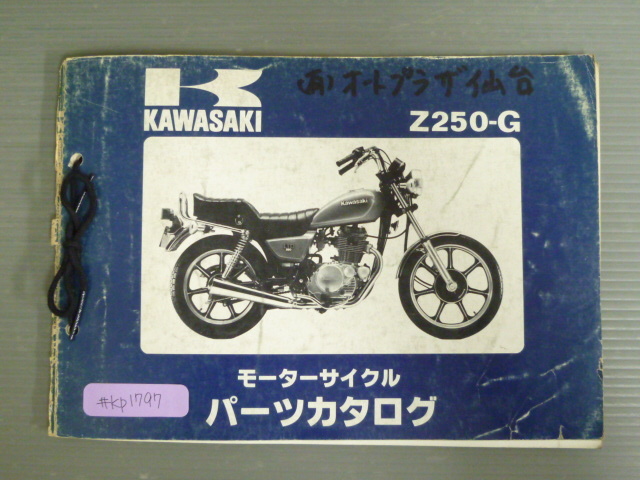 (有)オートプラザ仙台
KAWASAKI
Z250-G
Kawasaki
モーターサイクル
パーツカタログ
#kp1797